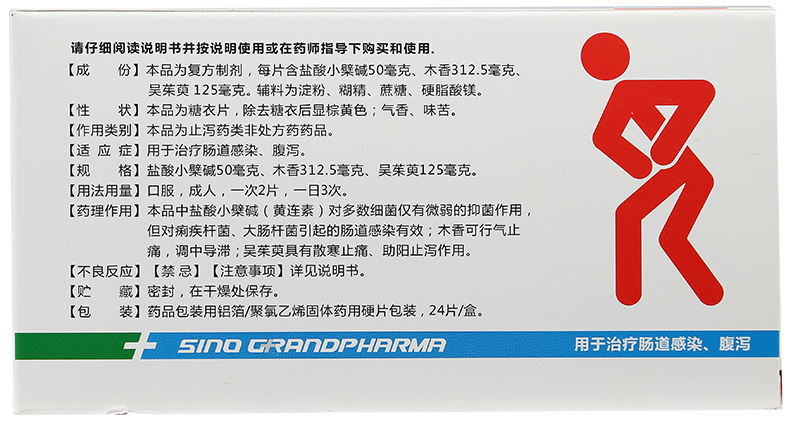 请仔细阅读说明书并按说明使用或在药师指导下购买和使用.
【成　份】本品为复方制剂，每片含盐酸小檗碱50毫克、木香312.5毫克、
吴茱萸 125毫克。辅料为淀粉、糊精、蔗糖、硬脂酸镁。
【性　状】本品为糖衣片，除去糖衣后显棕黄色；气香、味苦。
【作用类别】本品为止泻药类非处方药药品。
【适 应 症】用于治疗肠道感染、腹泻。
【规　格】盐酸小檗碱50毫克、木香312.5毫克、吴茱萸125毫克。
【用法用量】口服，成人，一次2片，一日3次。
【药理作用】本品中盐酸小檗碱（黄连素）对多数细菌仅有微弱的抑菌作用，
但对痢疾杆菌、大肠杆菌引起的肠道感染有效；木香可行气止
痛，调中导滞；吴茱萸具有散寒止痛、助阳止泻作用。
【不良反应】【禁 忌】【注意事项】详见说明书。
【贮　藏】密封，在干燥处保存。
【包　装】药品包装用铝箔/聚氯乙烯固体药用硬片包装，24片/盒。
SINO GRANDPHARMA
用于治疗肠道感染、腹泻